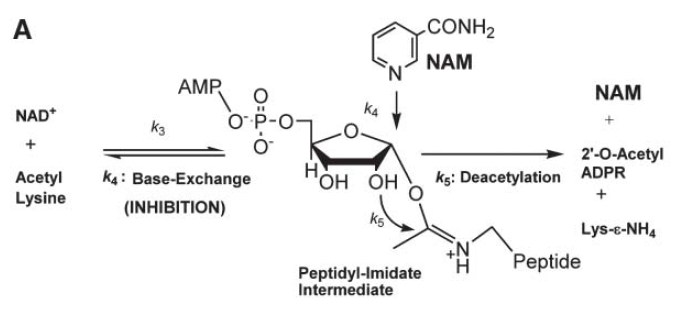 A
CONH₂
N
NAM
AMP
O
O⁻
P
O
O⁻
k₄
O
NAD⁺
+
Acetyl
Lysine
k₃
k₄: Base-Exchange
(INHIBITION)
H
OH
OH
O
k₅
k₅: Deacetylation
NAM
+
2'-O-Acetyl
ADPR
+
Lys-ε-NH₄
+N
H
Peptide
Peptidyl-Imidate
Intermediate